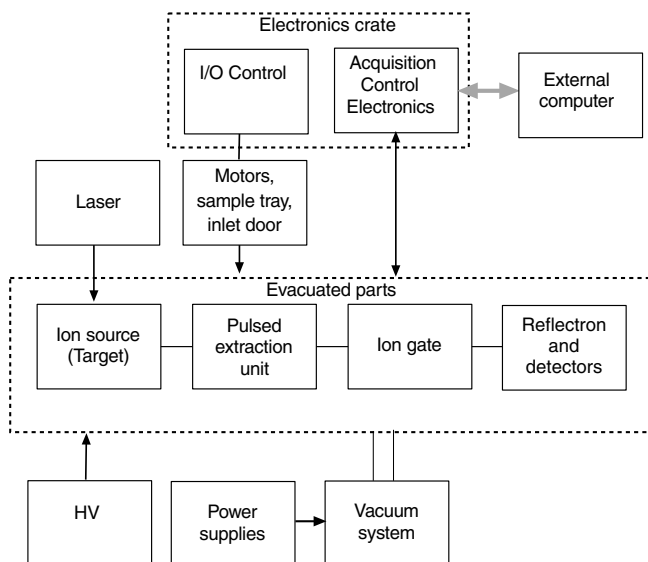 Electronics crate
I/O Control
Acquisition
Control
Electronics
External
computer
Laser
Motors,
sample tray,
inlet door
Evacuated parts
Ion source
(Target)
Pulsed
extraction
unit
Ion gate
Reflectron
and
detectors
HV
Power
supplies
Vacuum
system